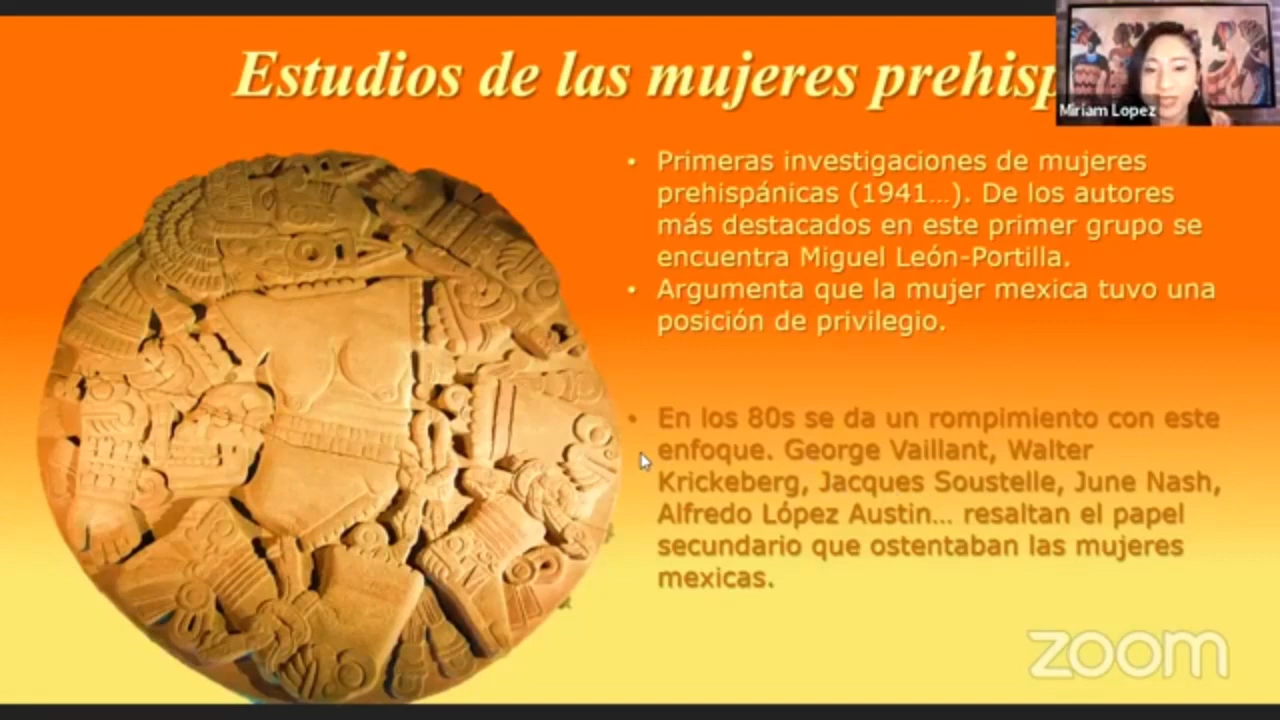 Estudios de las mujeres prehisp
Miriam Lopez
• Primeras investigaciones de mujeres
prehispánicas (1941...). De los autores
más destacados en este primer grupo se
encuentra Miguel León-Portilla.
• Argumenta que la mujer mexica tuvo una
posición de privilegio.
• En los 80s se da un rompimiento con este
enfoque. George Vaillant, Walter
Krickeberg, Jacques Soustelle, June Nash,
Alfredo López Austin... resaltan el papel
secundario que ostentaban las mujeres
mexicas.
zoom